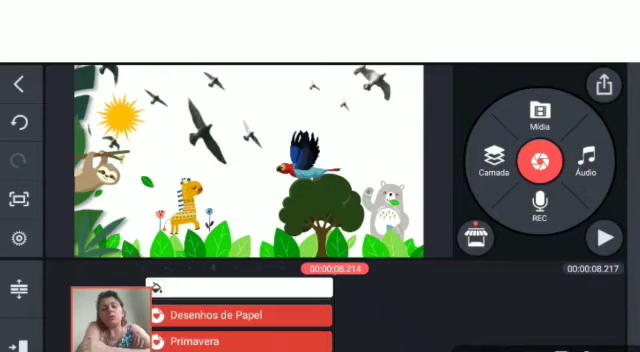 Mídia
Camada
Áudio
REC
00:00:08.214
00:00:08.217
Desenhos de Papel
Primavera